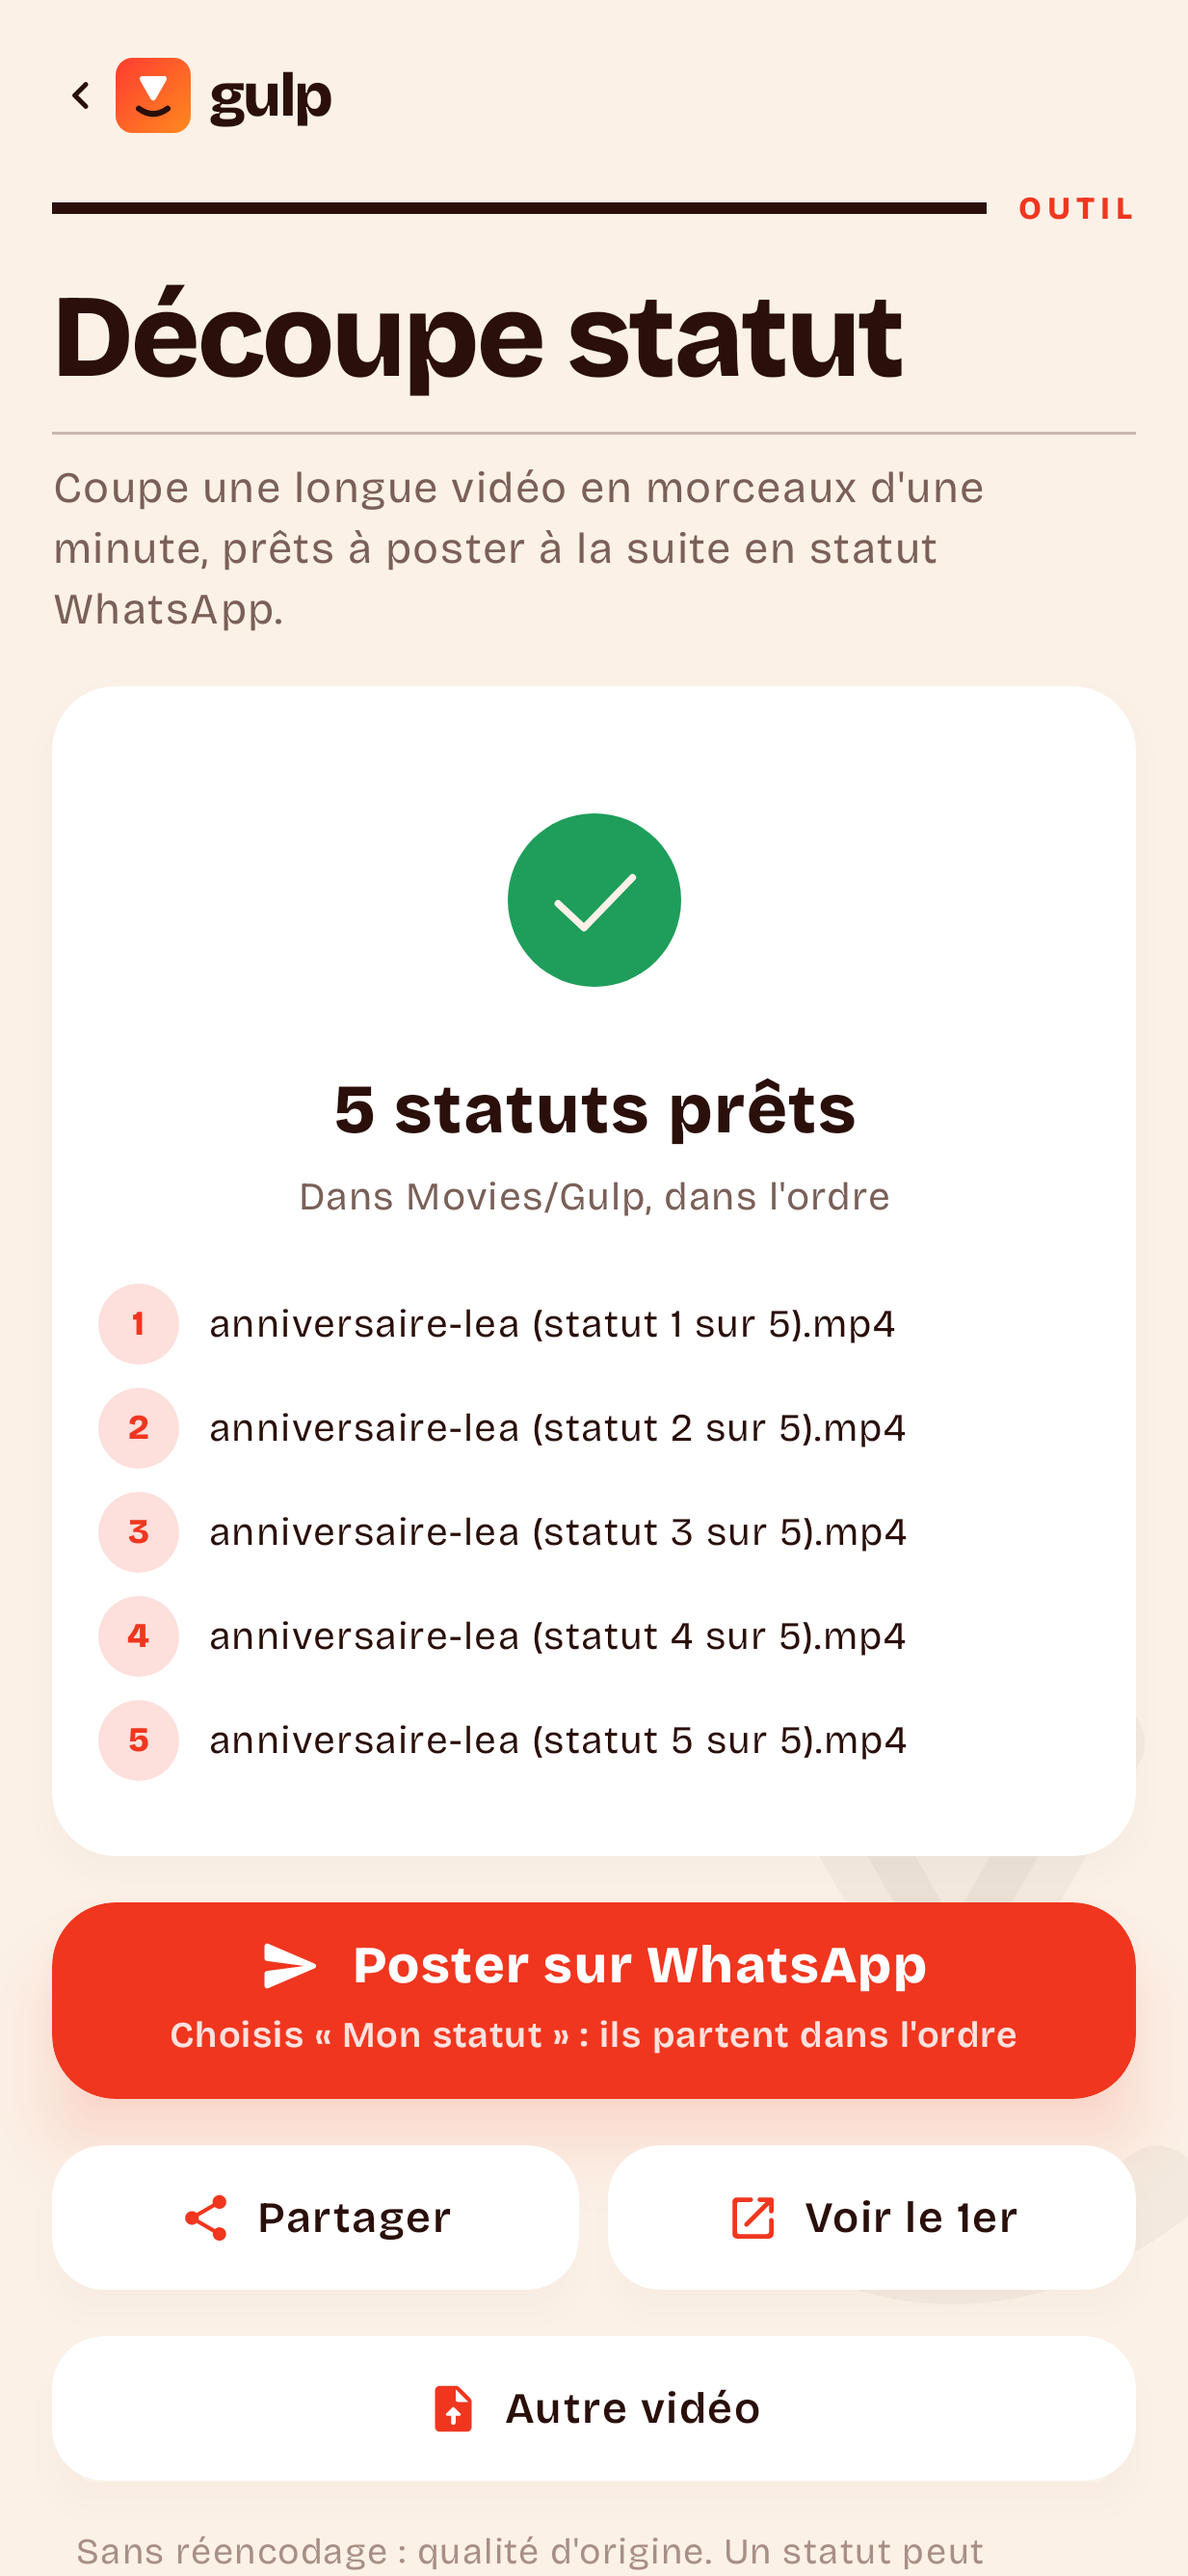 gulp
OUTIL
Découpe statut
Coupe une longue vidéo en morceaux d'une
minute, prêts à poster à la suite en statut
WhatsApp.
5 statuts prêts
Dans Movies/Gulp, dans l'ordre
1 anniversaire-lea (statut 1 sur 5).mp4
2 anniversaire-lea (statut 2 sur 5).mp4
3 anniversaire-lea (statut 3 sur 5).mp4
4 anniversaire-lea (statut 4 sur 5).mp4
5 anniversaire-lea (statut 5 sur 5).mp4
Poster sur WhatsApp
Choisis « Mon statut » : ils partent dans l'ordre
Partager
Voir le 1er
Autre vidéo
Sans réencodage : qualité d'origine. Un statut peut